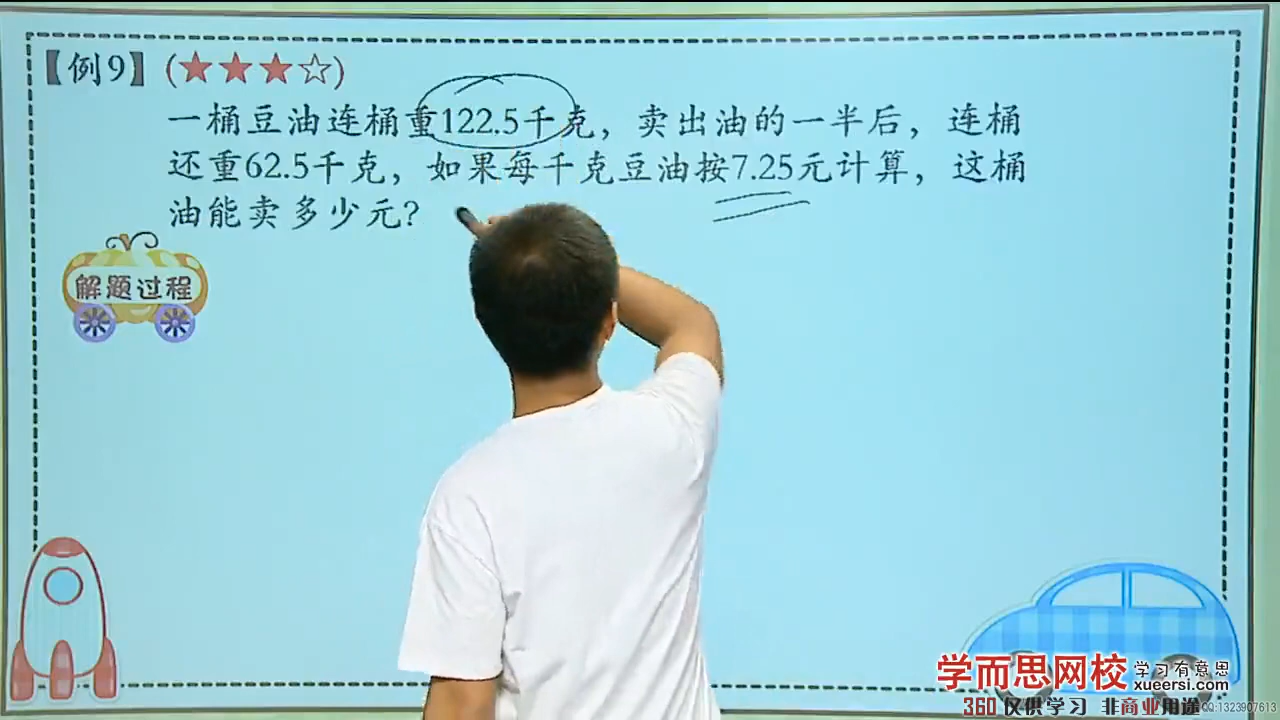 【例9】(★★★☆)
一桶豆油连桶重122.5千克，卖出油的一半后，连桶
还重62.5千克，如果每千克豆油按7.25元计算，这桶
油能卖多少元?
解题过程
学而思网校 学习有意思
xueersi.com
360 仅供学习 非商业用途 QQ:1323907613